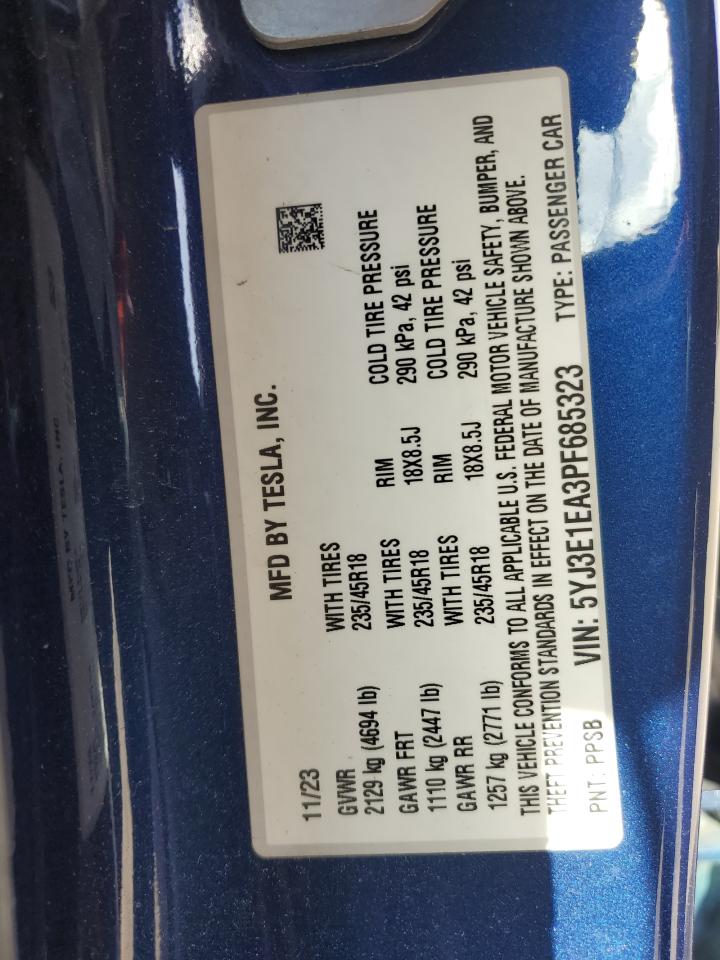 MFD BY TESLA, INC.
11/23
GVWR WITH TIRES
2129 kg (4694 lb) 235/45R18
GAWR FRT WITH TIRES RIM COLD TIRE PRESSURE
1110 kg (2447 lb) 235/45R18 18X8.5J 290 kPa, 42 psi
GAWR RR WITH TIRES RIM COLD TIRE PRESSURE
1257 kg (2771 lb) 235/45R18 18X8.5J 290 kPa, 42 psi
THIS VEHICLE CONFORMS TO ALL APPLICABLE U.S. FEDERAL MOTOR VEHICLE SAFETY, BUMPER, AND
THEFT PREVENTION STANDARDS IN EFFECT ON THE DATE OF MANUFACTURE SHOWN ABOVE.
VIN: 5YJ3E1EA3PF685323 TYPE: PASSENGER CAR
PNT: PPSB